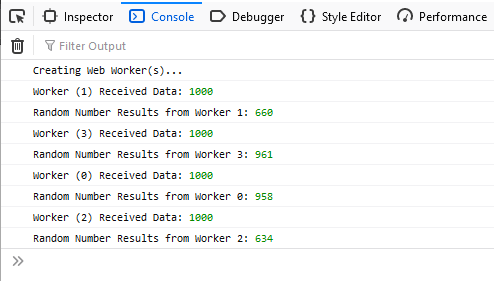 Inspector Console Debugger Style Editor Performance
Filter Output
Creating Web Worker(s)...
Worker (1) Received Data: 1000
Random Number Results from Worker 1: 660
Worker (3) Received Data: 1000
Random Number Results from Worker 3: 961
Worker (0) Received Data: 1000
Random Number Results from Worker 0: 958
Worker (2) Received Data: 1000
Random Number Results from Worker 2: 634